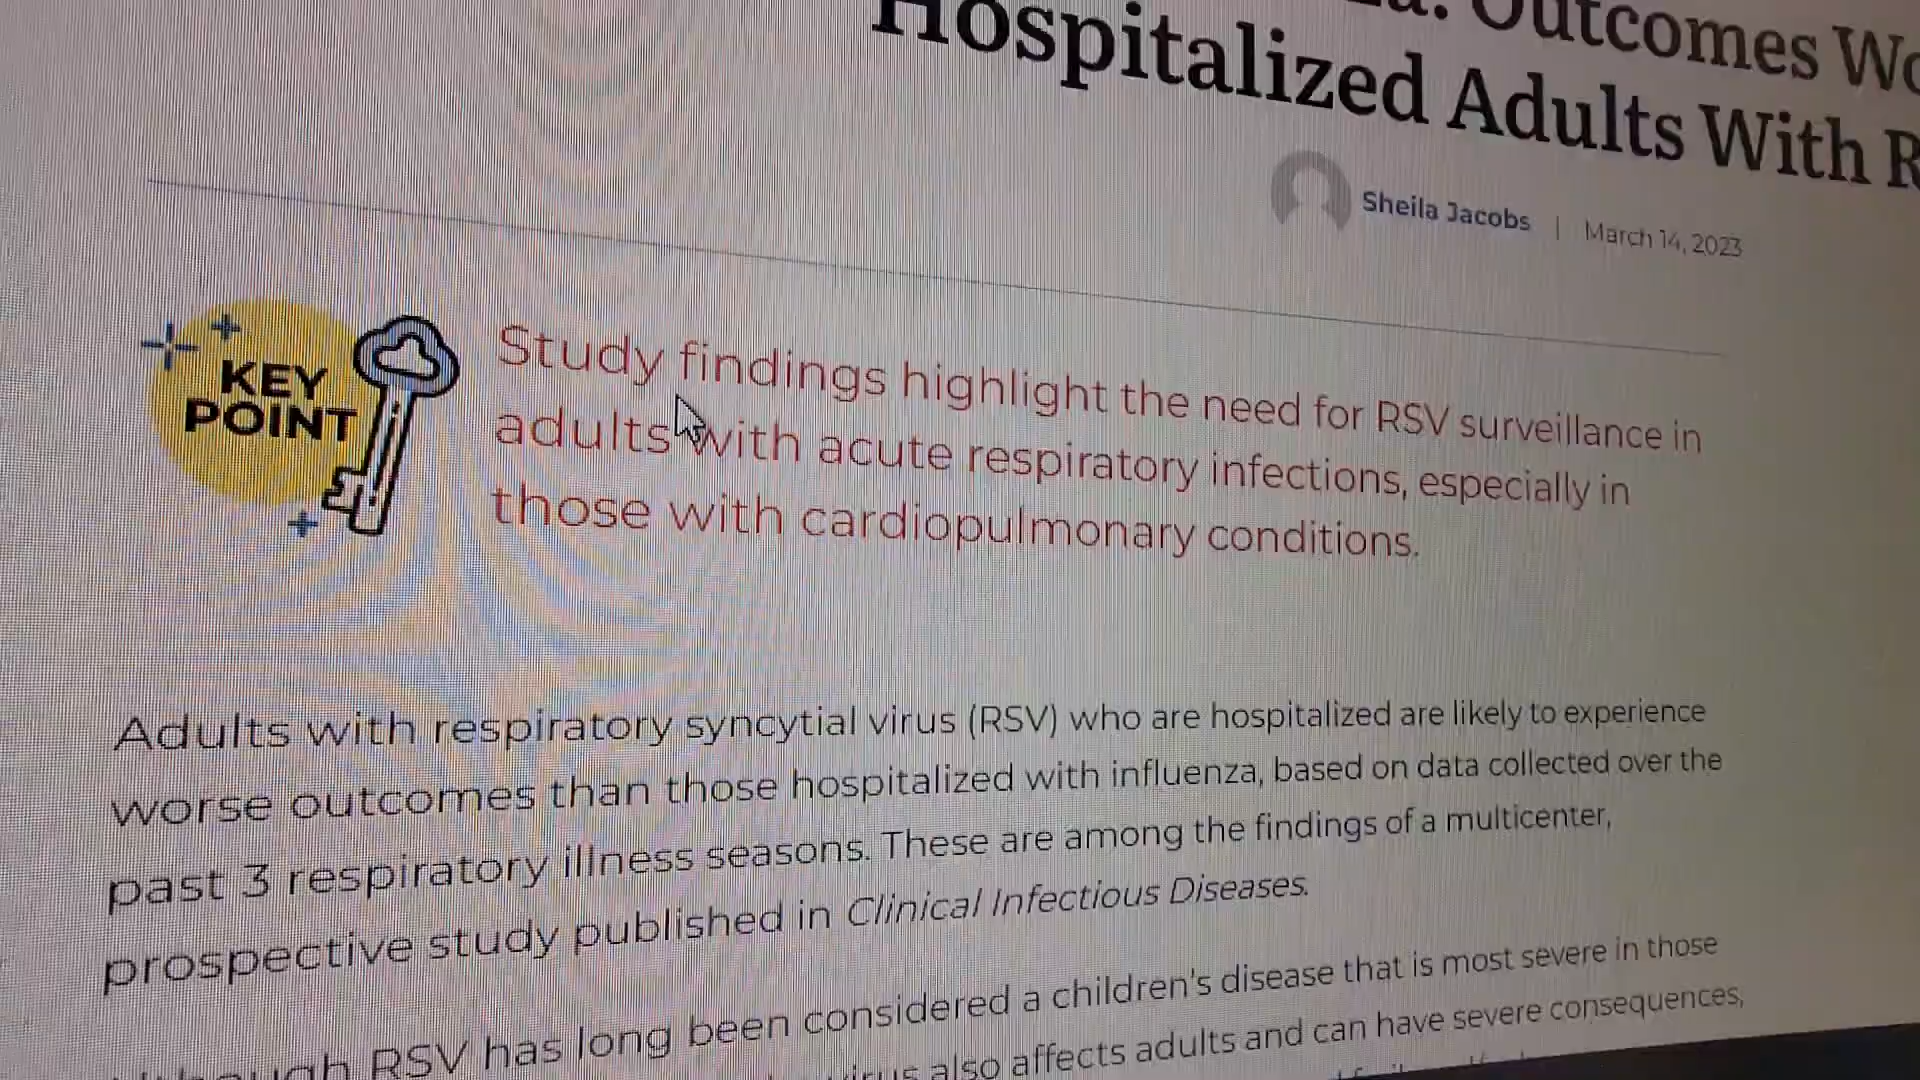 Outcomes
Hospitalized Adults With
Sheila Jacobs | March 14, 2023
KEY
POINT
Study findings highlight the need for RSV surveillance in
adults with acute respiratory infections, especially in
those with cardiopulmonary conditions.
Adults with respiratory syncytial virus (RSV) who are hospitalized are likely to experience
worse outcomes than those hospitalized with influenza, based on data collected over the
past 3 respiratory illness seasons. These are among the findings of a multicenter,
prospective study published in Clinical Infectious Diseases.
RSV has long been considered a children's disease that is most severe in those
also affects adults and can have severe consequences,